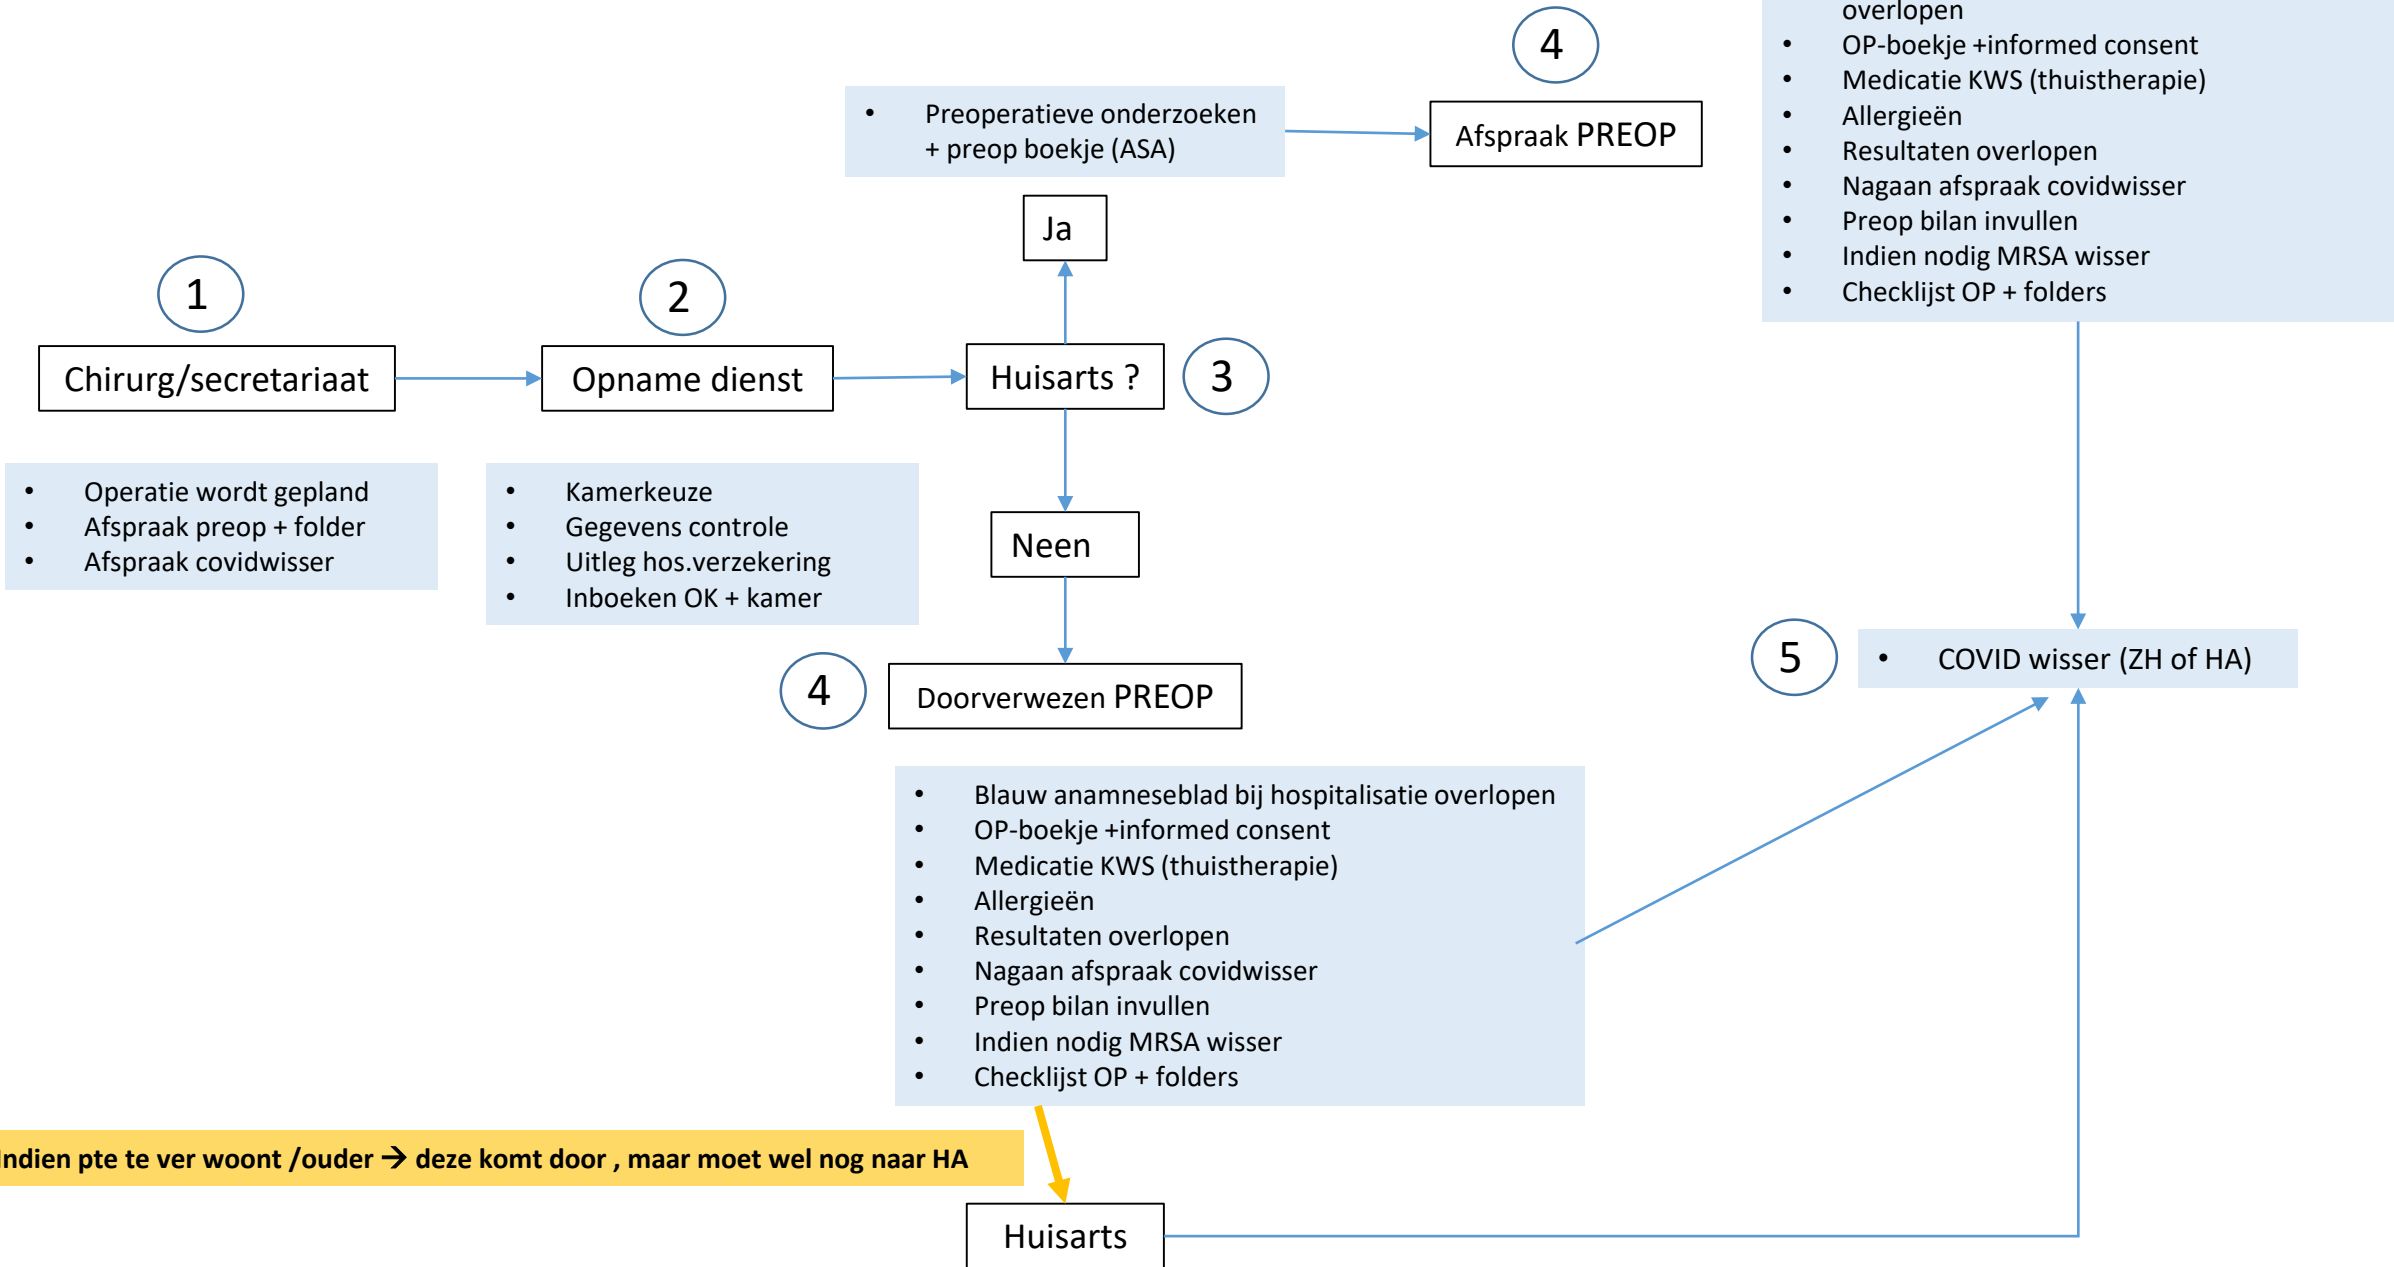 overlopen
• OP-boekje +informed consent
• Medicatie KWS (thuistherapie)
• Allergieën
• Resultaten overlopen
• Nagaan afspraak covidwisser
• Preop bilan invullen
• Indien nodig MRSA wisser
• Checklijst OP + folders
4
• Preoperatieve onderzoeken
+ preop boekje (ASA)
Afspraak PREOP
Ja
1
2
Chirurg/secretariaat
Opname dienst
Huisarts ?
3
• Operatie wordt gepland
• Afspraak preop + folder
• Afspraak covidwisser
• Kamerkeuze
• Gegevens controle
• Uitleg hos.verzekering
• Inboeken OK + kamer
Neen
4
Doorverwezen PREOP
5
• COVID wisser (ZH of HA)
• Blauw anamneseblad bij hospitalisatie overlopen
• OP-boekje +informed consent
• Medicatie KWS (thuistherapie)
• Allergieën
• Resultaten overlopen
• Nagaan afspraak covidwisser
• Preop bilan invullen
• Indien nodig MRSA wisser
• Checklijst OP + folders
Indien pte te ver woont /ouder → deze komt door , maar moet wel nog naar HA
Huisarts